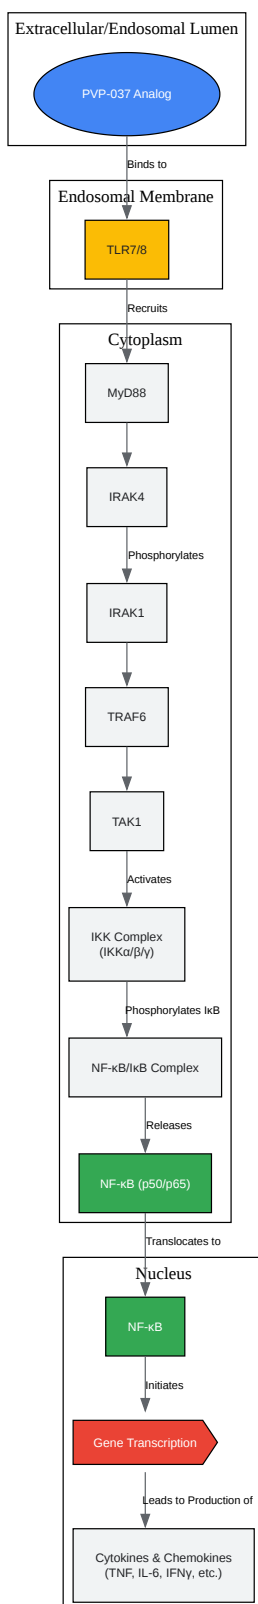 Extracellular/Endosomal Lumen
PVP-037 Analog
Binds to
Endosomal Membrane
TLR7/8
Recruits
Cytoplasm
MyD88
IRAK4
Phosphorylates
IRAK1
TRAF6
TAK1
Activates
IKK Complex
(IKKα/β/γ)
Phosphorylates IκB
NF-κB/IκB Complex
Releases
NF-κB (p50/p65)
Translocates to
Nucleus
NF-κB
Initiates
Gene Transcription
Leads to Production of
Cytokines & Chemokines
(TNF, IL-6, IFNγ, etc.)